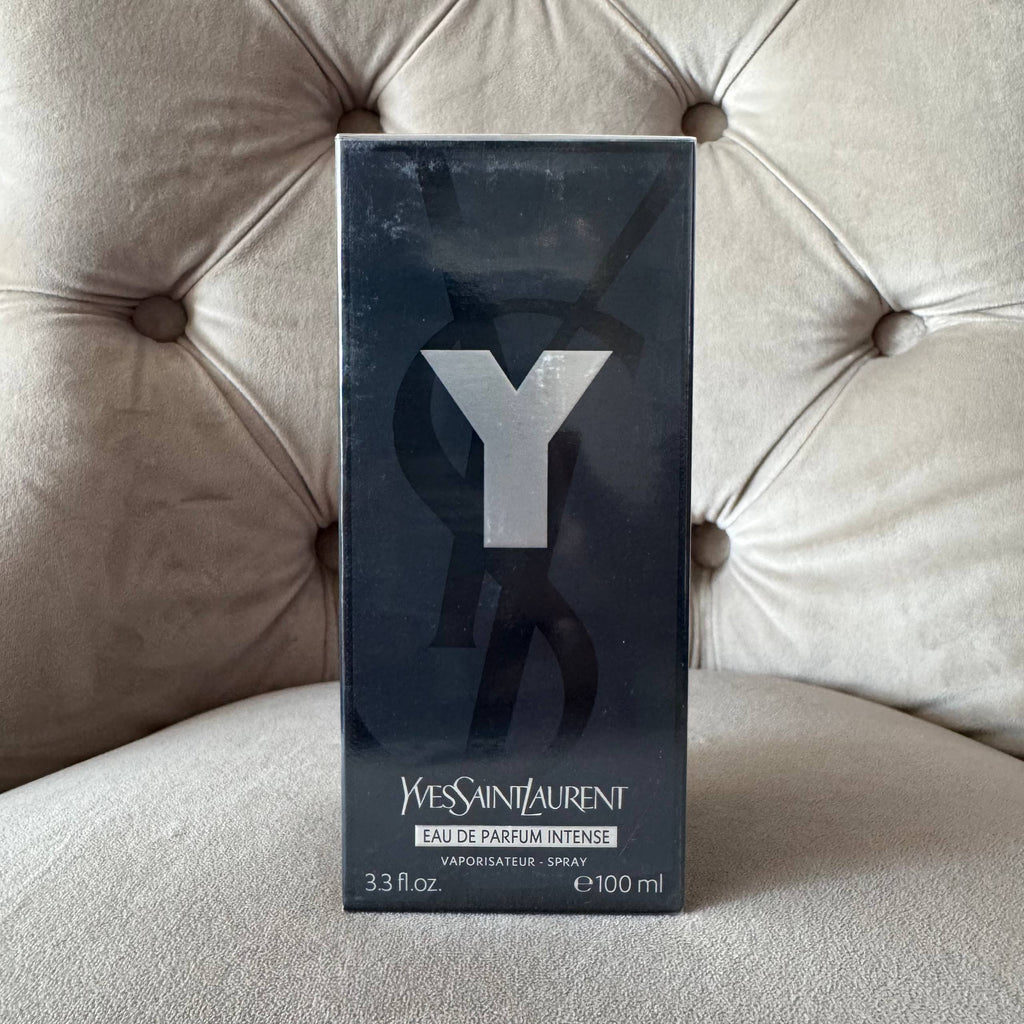 Y
YVESSAINTLAURENT
EAU DE PARFUM INTENSE
VAPORISATEUR - SPRAY
3.3 fl.oz. ℮100 ml